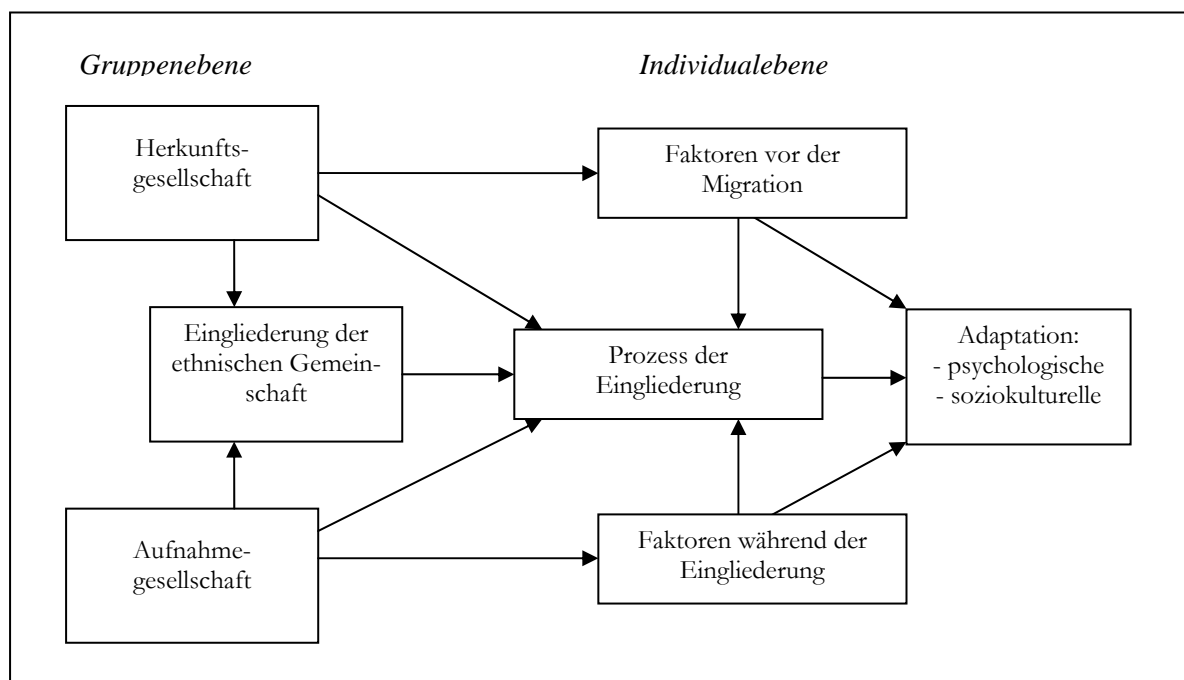 Gruppenebene
Individualebene
Herkunfts-
gesellschaft
Faktoren vor der
Migration
Eingliederung der
ethnischen Gemein-
schaft
Prozess der
Eingliederung
Adaptation:
- psychologische
- soziokulturelle
Aufnahme-
gesellschaft
Faktoren während der
Eingliederung